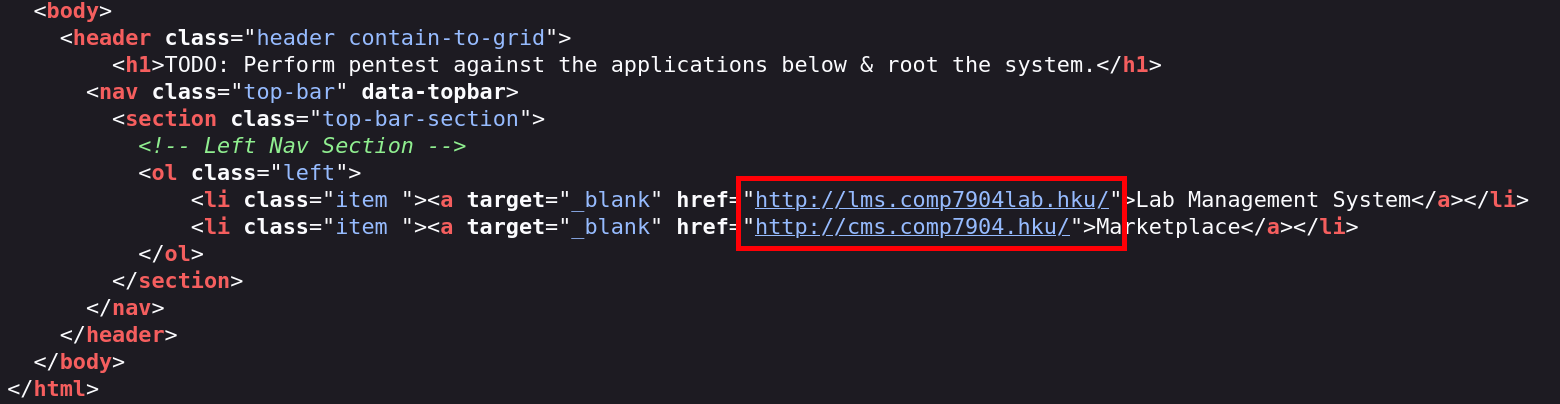 <body>
<header class="header contain-to-grid">
<h1>TODO: Perform pentest against the applications below & root the system.</h1>
<nav class="top-bar" data-topbar>
<section class="top-bar-section">
<!-- Left Nav Section -->
<ol class="left">
<li class="item "><a target="_blank" href="http://lms.comp7904lab.hku/">Lab Management System</a></li>
<li class="item "><a target="_blank" href="http://cms.comp7904.hku/">Marketplace</a></li>
</ol>
</section>
</nav>
</header>
</body>
</html>